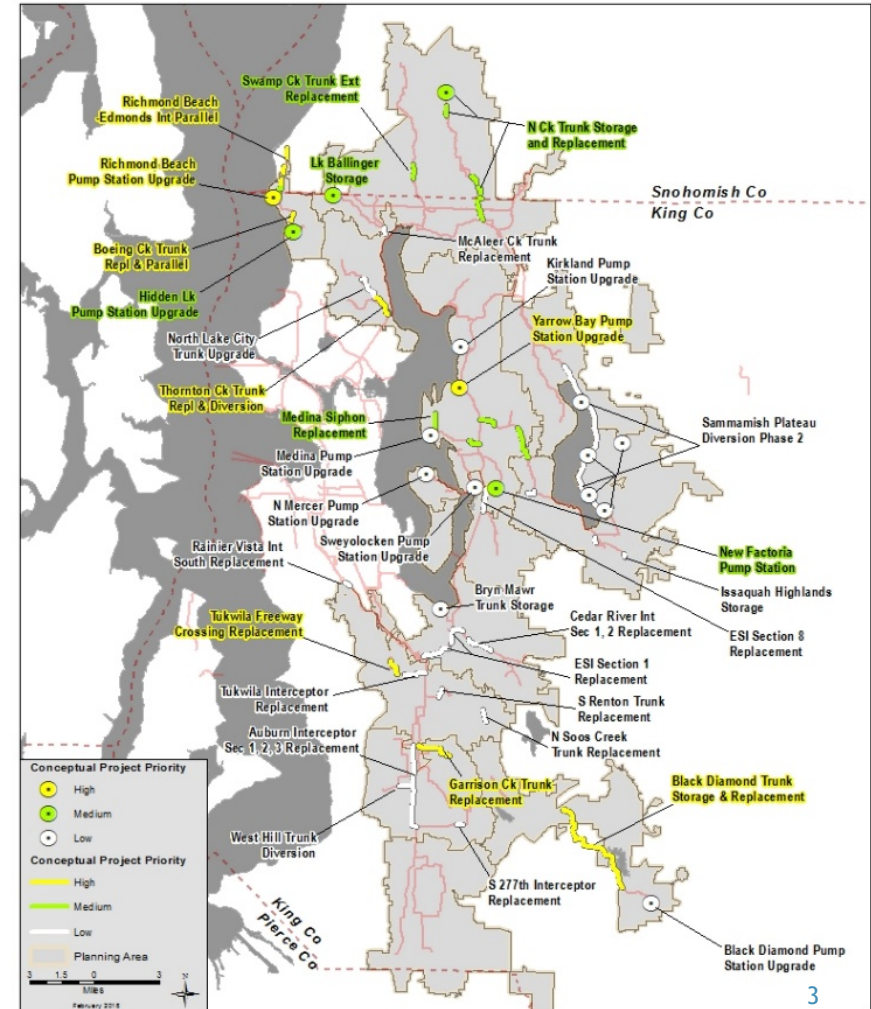 Swamp Ck Trunk Ext
Replacement
Richmond Beach
Edmonds Int Parallel
N Ck Trunk Storage
and Replacement
Richmond Beach
Pump Station Upgrade
Lk Ballinger
Storage
Snohomish Co
King Co
Boeing Ck Trunk
Repl & Parallel
McAleer Ck Trunk
Replacement
Kirkland Pump
Station Upgrade
Hidden Lk
Pump Station Upgrade
North Lake City
Trunk Upgrade
Yarrow Bay Pump
Station Upgrade
Thornton Ck Trunk
Repl & Diversion
Medina Siphon
Replacement
Sammamish Plateau
Diversion Phase 2
Medina Pump
Station Upgrade
N Mercer Pump
Station Upgrade
Sweyolocken Pump
Station Upgrade
New Factoria
Pump Station
Rainier Vista Int
South Replacement
Issaquah Highlands
Storage
Bryn Mawr
Trunk Storage
Tukwila Freeway
Crossing Replacement
Cedar River Int
Sec 1, 2 Replacement
ESI Section 8
Replacement
ESI Section 1
Replacement
Tukwila Interceptor
Replacement
S Renton Trunk
Replacement
Auburn Interceptor
Sec 1, 2, 3 Replacement
N Soos Creek
Trunk Replacement
Garrison Ck Trunk
Replacement
Black Diamond Trunk
Storage & Replacement
West Hill Trunk
Diversion
S 277th Interceptor
Replacement
Black Diamond Pump
Station Upgrade
King Co
Pierce Co
Conceptual Project Priority
High
Medium
Low
Conceptual Project Priority
High
Medium
Low
Planning Area
3 1.5 0 3
Miles
N
February 2015
3